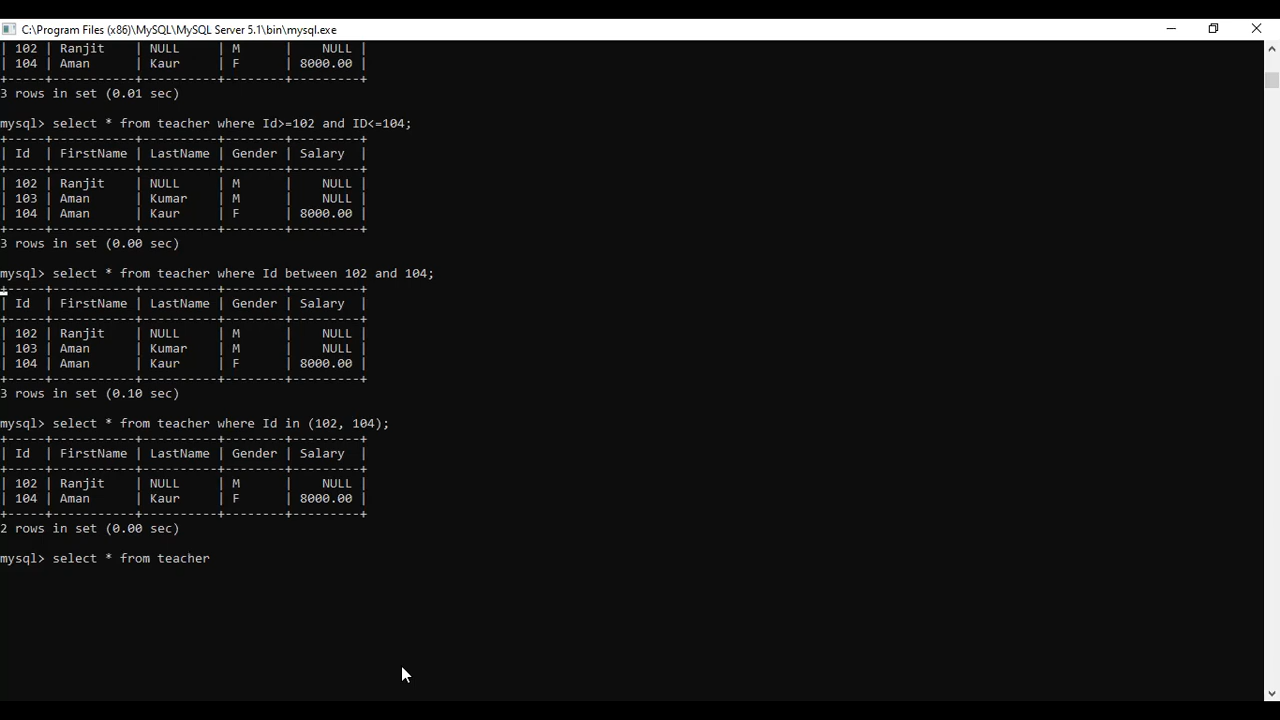 C:\Program Files (x86)\MySQL\MySQL Server 5.1\bin\mysql.exe
| 102 | Ranjit    | NULL     | M      |    NULL |
| 104 | Aman      | Kaur     | F      | 8000.00 |
+-----+-----------+----------+--------+---------+
3 rows in set (0.01 sec)
mysql> select * from teacher where Id>=102 and ID<=104;
+-----+-----------+----------+--------+---------+
| Id  | FirstName | LastName | Gender | Salary  |
+-----+-----------+----------+--------+---------+
| 102 | Ranjit    | NULL     | M      |    NULL |
| 103 | Aman      | Kumar    | M      |    NULL |
| 104 | Aman      | Kaur     | F      | 8000.00 |
+-----+-----------+----------+--------+---------+
3 rows in set (0.00 sec)
mysql> select * from teacher where Id between 102 and 104;
+-----+-----------+----------+--------+---------+
| Id  | FirstName | LastName | Gender | Salary  |
+-----+-----------+----------+--------+---------+
| 102 | Ranjit    | NULL     | M      |    NULL |
| 103 | Aman      | Kumar    | M      |    NULL |
| 104 | Aman      | Kaur     | F      | 8000.00 |
+-----+-----------+----------+--------+---------+
3 rows in set (0.10 sec)
mysql> select * from teacher where Id in (102, 104);
+-----+-----------+----------+--------+---------+
| Id  | FirstName | LastName | Gender | Salary  |
+-----+-----------+----------+--------+---------+
| 102 | Ranjit    | NULL     | M      |    NULL |
| 104 | Aman      | Kaur     | F      | 8000.00 |
+-----+-----------+----------+--------+---------+
2 rows in set (0.00 sec)
mysql> select * from teacher